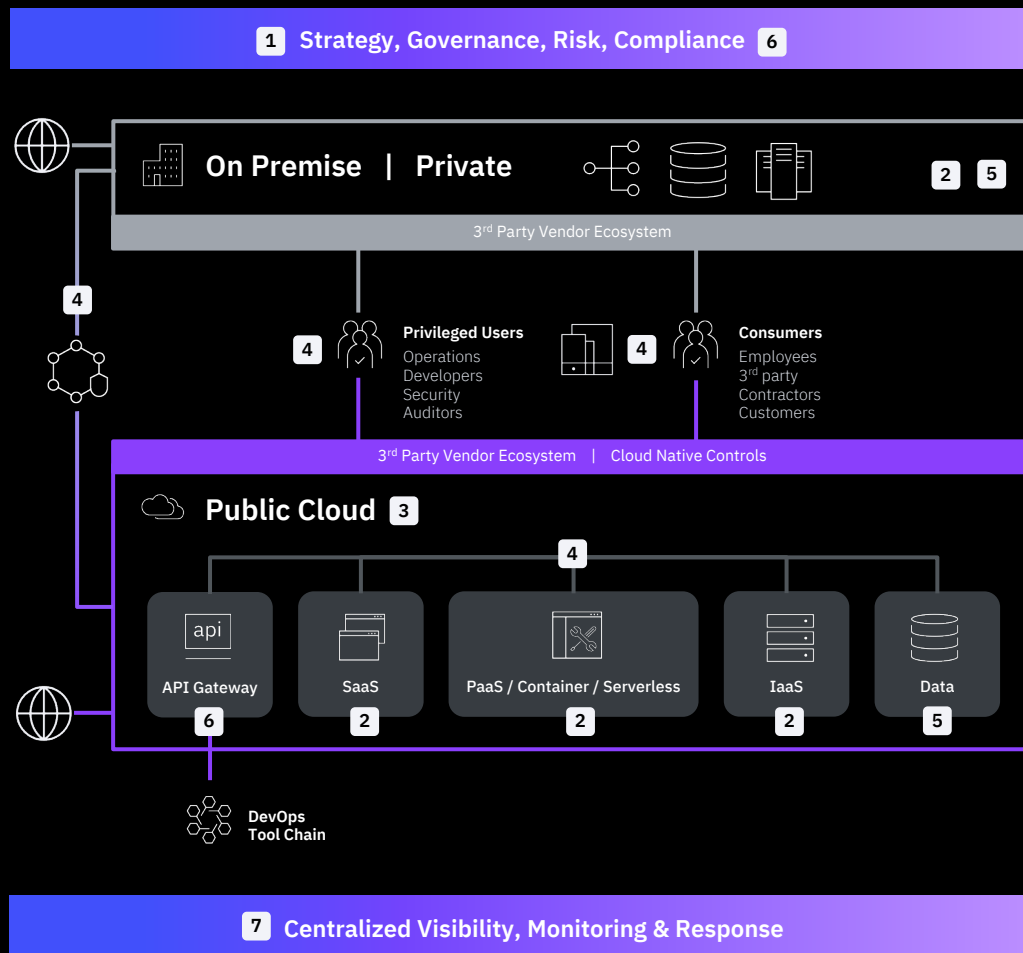 1 Strategy, Governance, Risk, Compliance 6
On Premise | Private
2 5
3rd Party Vendor Ecosystem
4
4
Privileged Users
Operations
Developers
Security
Auditors
4
Consumers
Employees
3rd party
Contractors
Customers
3rd Party Vendor Ecosystem | Cloud Native Controls
Public Cloud 3
4
api
API Gateway
6
SaaS
2
PaaS / Container / Serverless
2
IaaS
2
Data
5
DevOps
Tool Chain
7 Centralized Visibility, Monitoring & Response